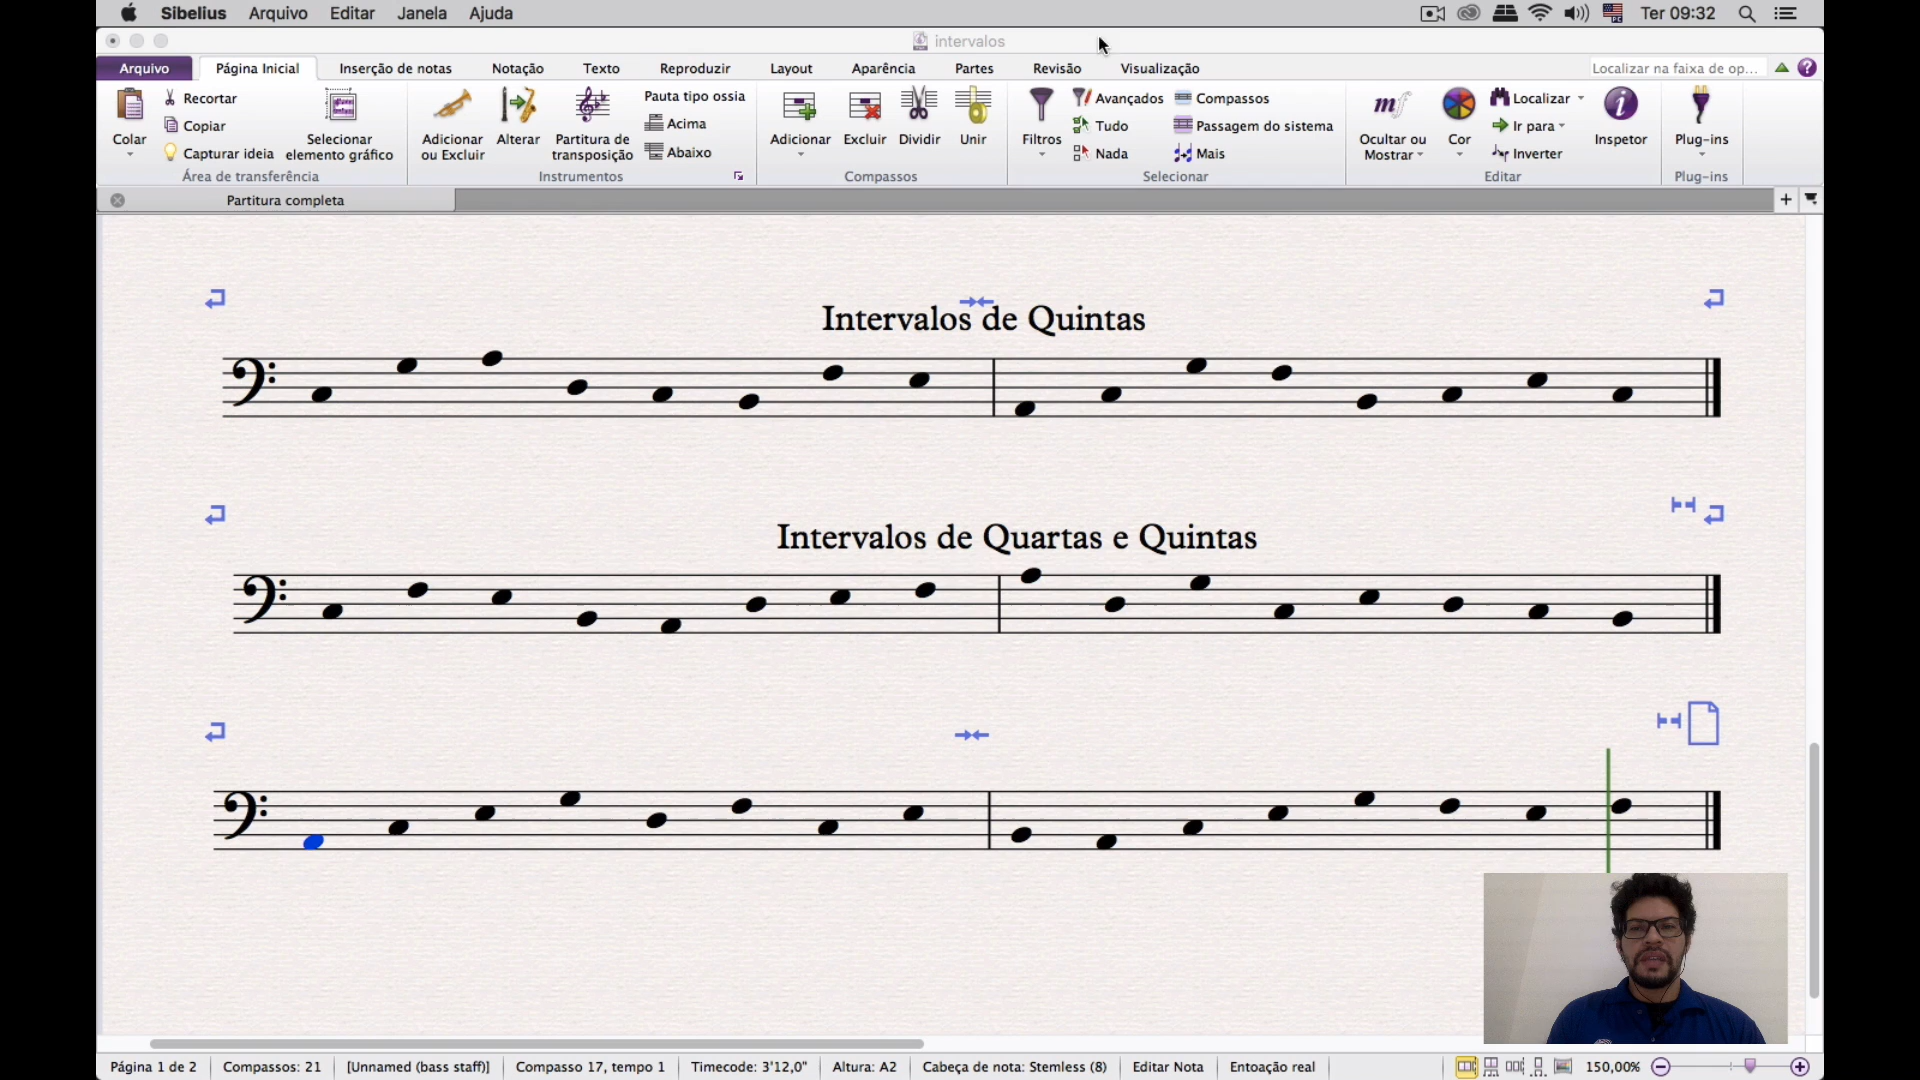 Sibelius Arquivo Editar Janela Ajuda Ter 09:32
intervalos
Arquivo Página Inicial Inserção de notas Notação Texto Reproduzir Layout Aparência Partes Revisão Visualização Localizar na faixa de op...
Colar Recortar Copiar Capturar ideia Selecionar elemento gráfico
Área de transferência
Adicionar ou Excluir Alterar Partitura de transposição Pauta tipo ossia Acima Abaixo
Instrumentos
Adicionar Excluir Dividir Unir
Compassos
Filtros Avançados Tudo Nada Compassos Passagem do sistema Mais
Selecionar
Ocultar ou Mostrar Cor Localizar Ir para Inverter
Editar
Inspetor
Plug-ins
Plug-ins
Partitura completa
Intervalos de Quintas
Intervalos de Quartas e Quintas
Página 1 de 2 Compassos: 21 [Unnamed (bass staff)] Compasso 17, tempo 1 Timecode: 3'12,0" Altura: A2 Cabeça de nota: Stemless (8) Editar Nota Entoação real 150,00%